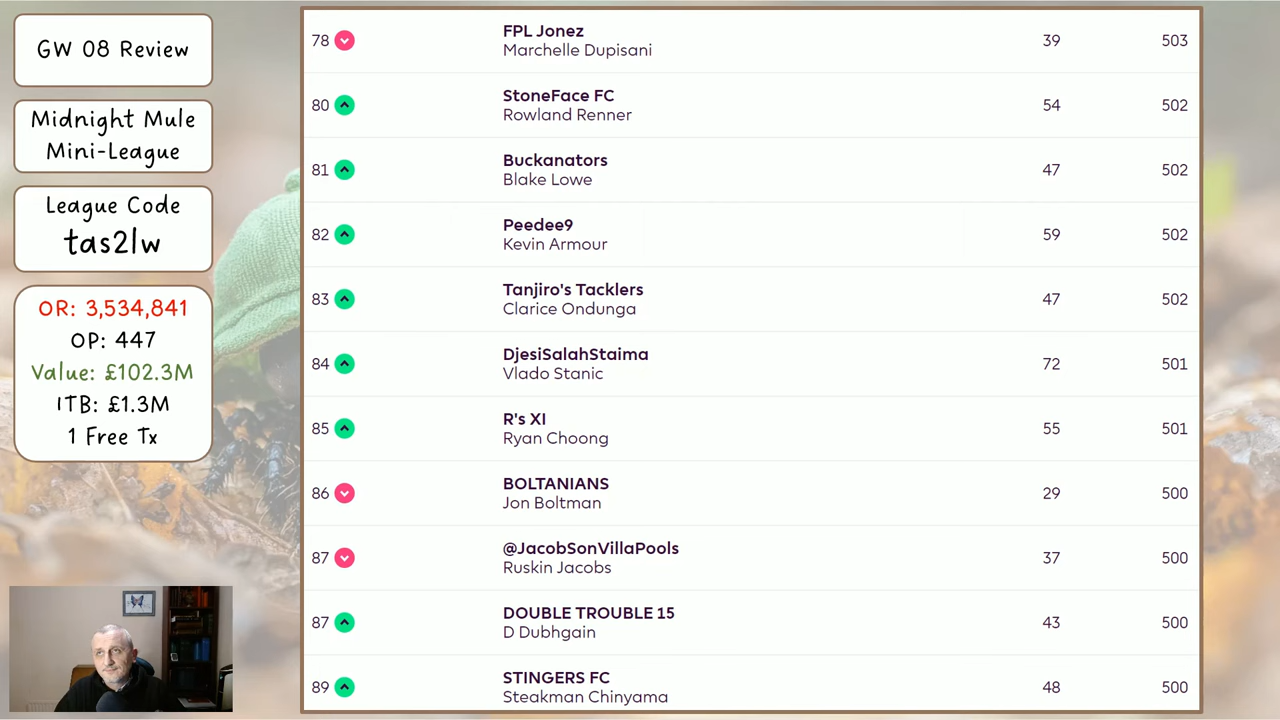 GW 08 Review
Midnight Mule
Mini-League
League Code
tas2lw
OR: 3,534,841
OP: 447
Value: £102.3M
ITB: £1.3M
1 Free Tx
78 FPL Jonez 39 503
Marchelle Dupisani
80 StoneFace FC 54 502
Rowland Renner
81 Buckanators 47 502
Blake Lowe
82 Peedee9 59 502
Kevin Armour
83 Tanjiro's Tacklers 47 502
Clarice Ondunga
84 DjesiSalahStaima 72 501
Vlado Stanic
85 R's XI 55 501
Ryan Choong
86 BOLTANIANS 29 500
Jon Boltman
87 @JacobSonVillaPools 37 500
Ruskin Jacobs
87 DOUBLE TROUBLE 15 43 500
D Dubhgain
89 STINGERS FC 48 500
Steakman Chinyama